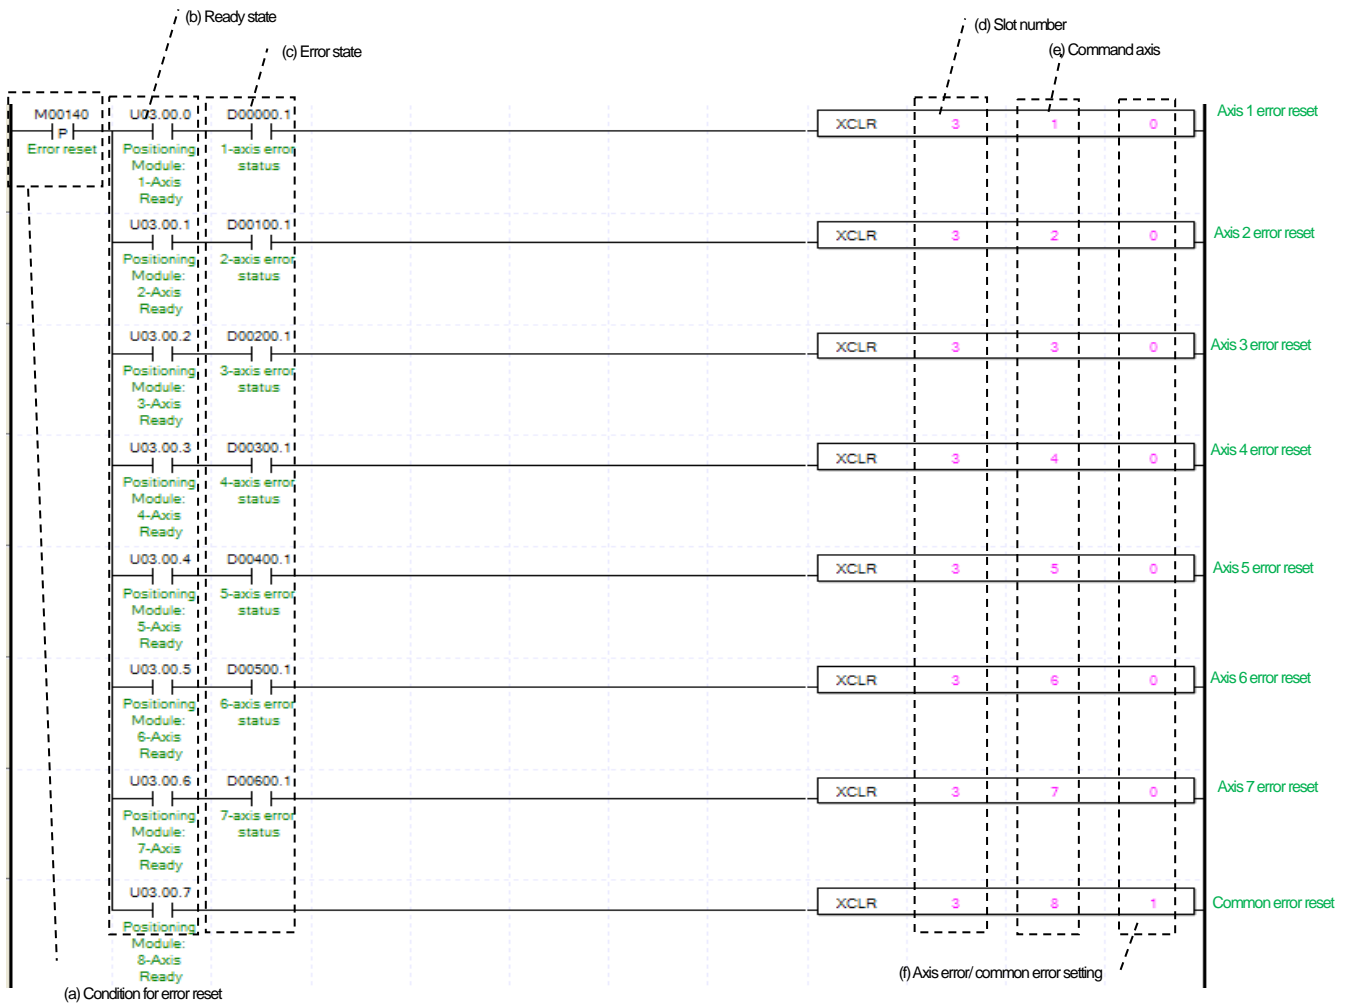 (b) Ready state
(c) Error state
(d) Slot number
(e) Command axis
M00140
P
Error reset
U03.00.0
D00000.1
Positioning
Module:
1-Axis
Ready
1-axis error
status
XCLR 3 1 0
Axis 1 error reset
U03.00.1
D00100.1
Positioning
Module:
2-Axis
Ready
2-axis error
status
XCLR 3 2 0
Axis 2 error reset
U03.00.2
D00200.1
Positioning
Module:
3-Axis
Ready
3-axis error
status
XCLR 3 3 0
Axis 3 error reset
U03.00.3
D00300.1
Positioning
Module:
4-Axis
Ready
4-axis error
status
XCLR 3 4 0
Axis 4 error reset
U03.00.4
D00400.1
Positioning
Module:
5-Axis
Ready
5-axis error
status
XCLR 3 5 0
Axis 5 error reset
U03.00.5
D00500.1
Positioning
Module:
6-Axis
Ready
6-axis error
status
XCLR 3 6 0
Axis 6 error reset
U03.00.6
D00600.1
Positioning
Module:
7-Axis
Ready
7-axis error
status
XCLR 3 7 0
Axis 7 error reset
U03.00.7
Positioning
Module:
8-Axis
Ready
XCLR 3 8 1
Common error reset
(f) Axis error/ common error setting
(a) Condition for error reset